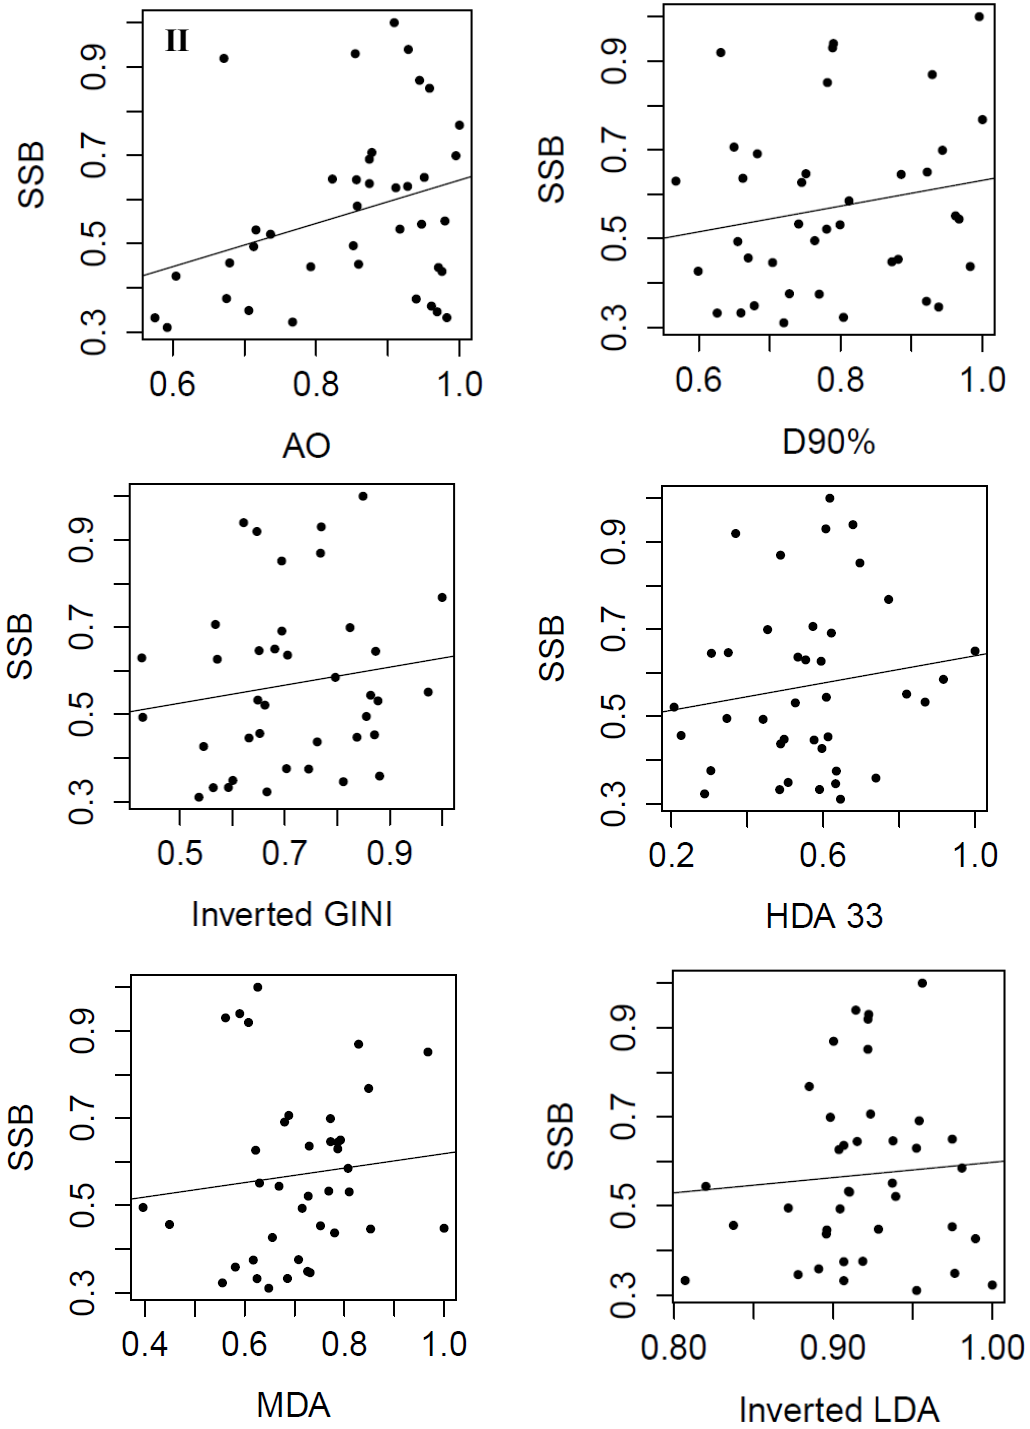 II
SSB
0.3 0.5 0.7 0.9
0.6 0.8 1.0
AO
SSB
0.3 0.5 0.7 0.9
0.6 0.8 1.0
D90%
SSB
0.3 0.5 0.7 0.9
0.5 0.7 0.9
Inverted GINI
SSB
0.3 0.5 0.7 0.9
0.2 0.6 1.0
HDA 33
SSB
0.3 0.5 0.7 0.9
0.4 0.6 0.8 1.0
MDA
SSB
0.3 0.5 0.7 0.9
0.80 0.90 1.00
Inverted LDA